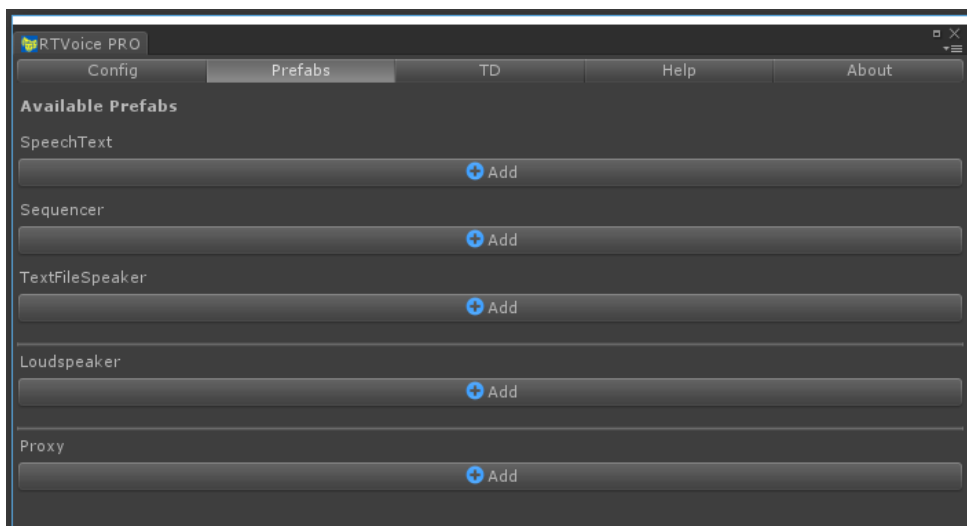 RTVoice PRO
Config Prefabs TD Help About
Available Prefabs
SpeechText
Add
Sequencer
Add
TextFileSpeaker
Add
Loudspeaker
Add
Proxy
Add